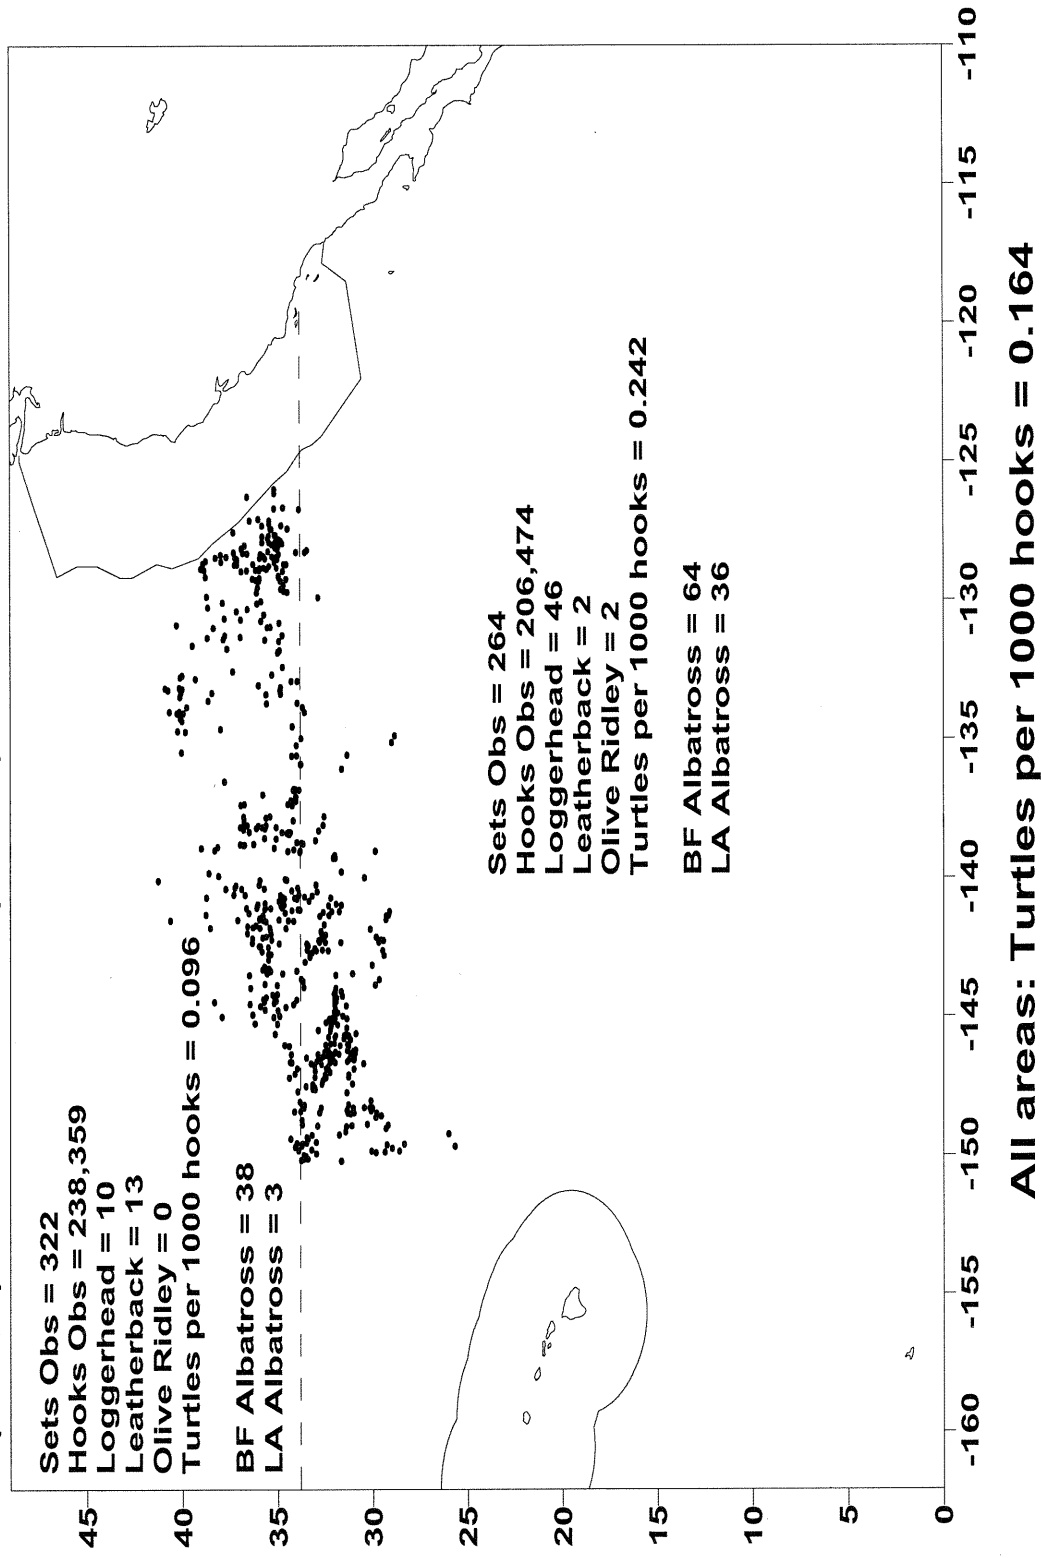 Sets Obs = 322
Hooks Obs = 238,359
Loggerhead = 10
Leatherback = 13
Olive Ridley = 0
Turtles per 1000 hooks = 0.096
BF Albatross = 38
LA Albatross = 3
Sets Obs = 264
Hooks Obs = 206,474
Loggerhead = 46
Leatherback = 2
Olive Ridley = 2
Turtles per 1000 hooks = 0.242
BF Albatross = 64
LA Albatross = 36
45
40
35
30
25
20
15
10
5
0
-160
-155
-150
-145
-140
-135
-130
-125
-120
-115
-110
All areas: Turtles per 1000 hooks = 0.164